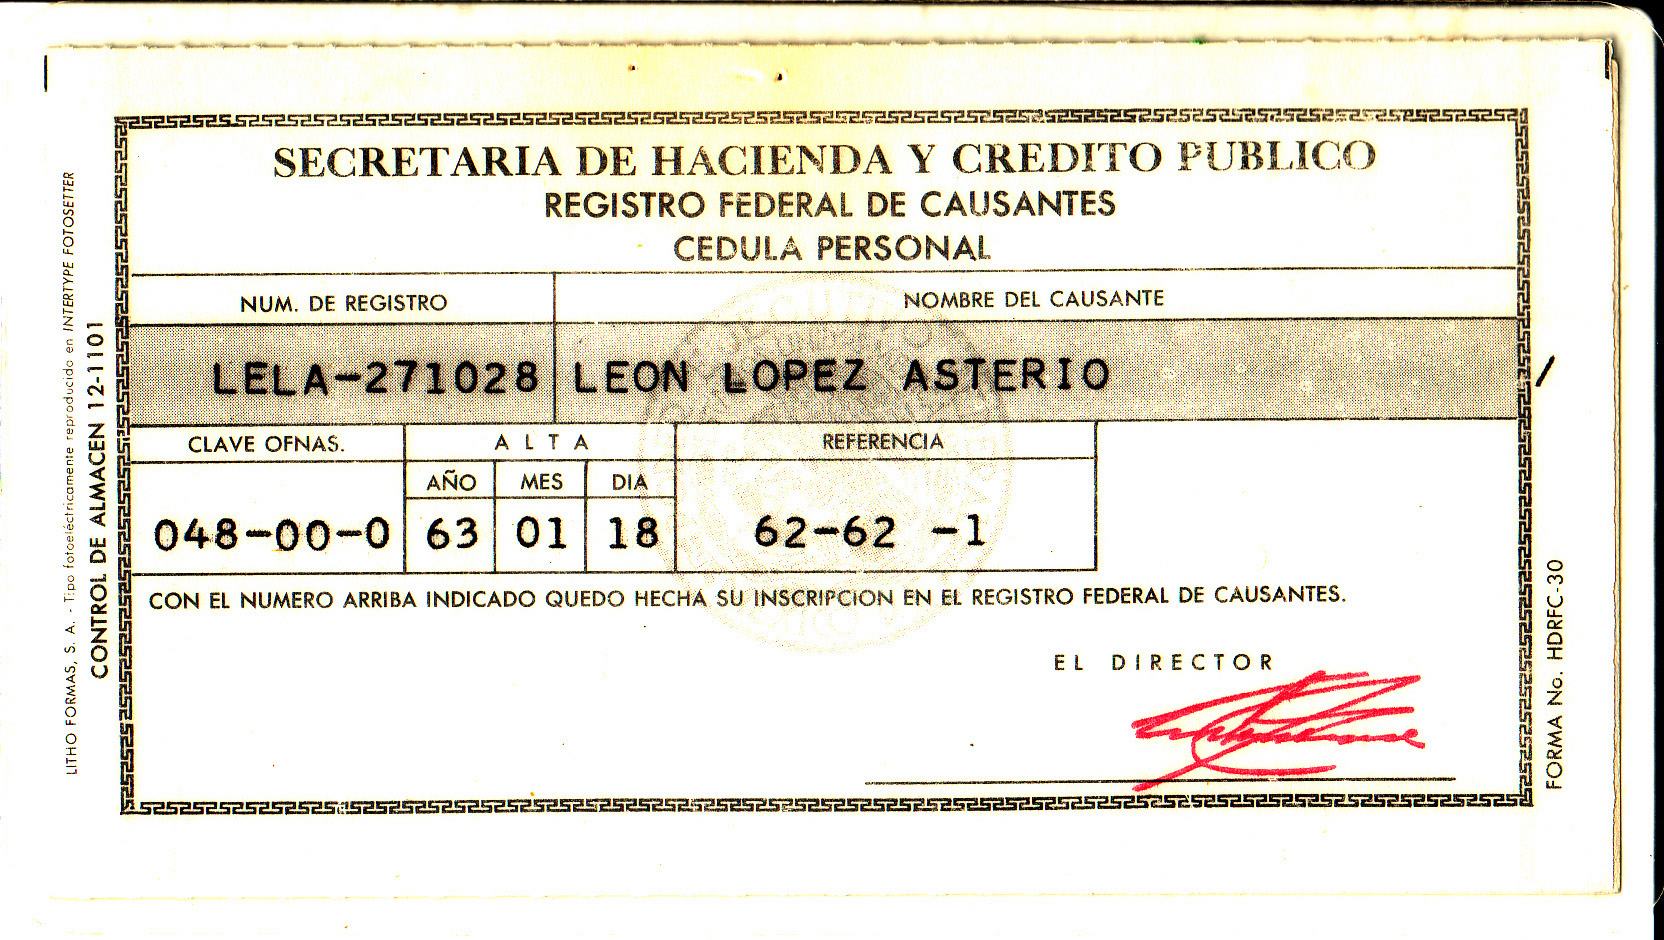 SECRETARIA DE HACIENDA Y CREDITO PUBLICO
REGISTRO FEDERAL DE CAUSANTES
CEDULA PERSONAL
NUM. DE REGISTRO NOMBRE DEL CAUSANTE
LELA-271028 LEON LOPEZ ASTERIO
CLAVE OFNAS. ALTA REFERENCIA
AÑO MES DIA
048-00-0 63 01 18 62-62 -1
CON EL NUMERO ARRIBA INDICADO QUEDO HECHA SU INSCRIPCION EN EL REGISTRO FEDERAL DE CAUSANTES.
EL DIRECTOR
LITHO FORMAS, S. A. - Tipo fotoeléctricamente reproducido en INTERTYPE FOTOSETTER
CONTROL DE ALMACEN 12-1101
FORMA No. HDRFC-30